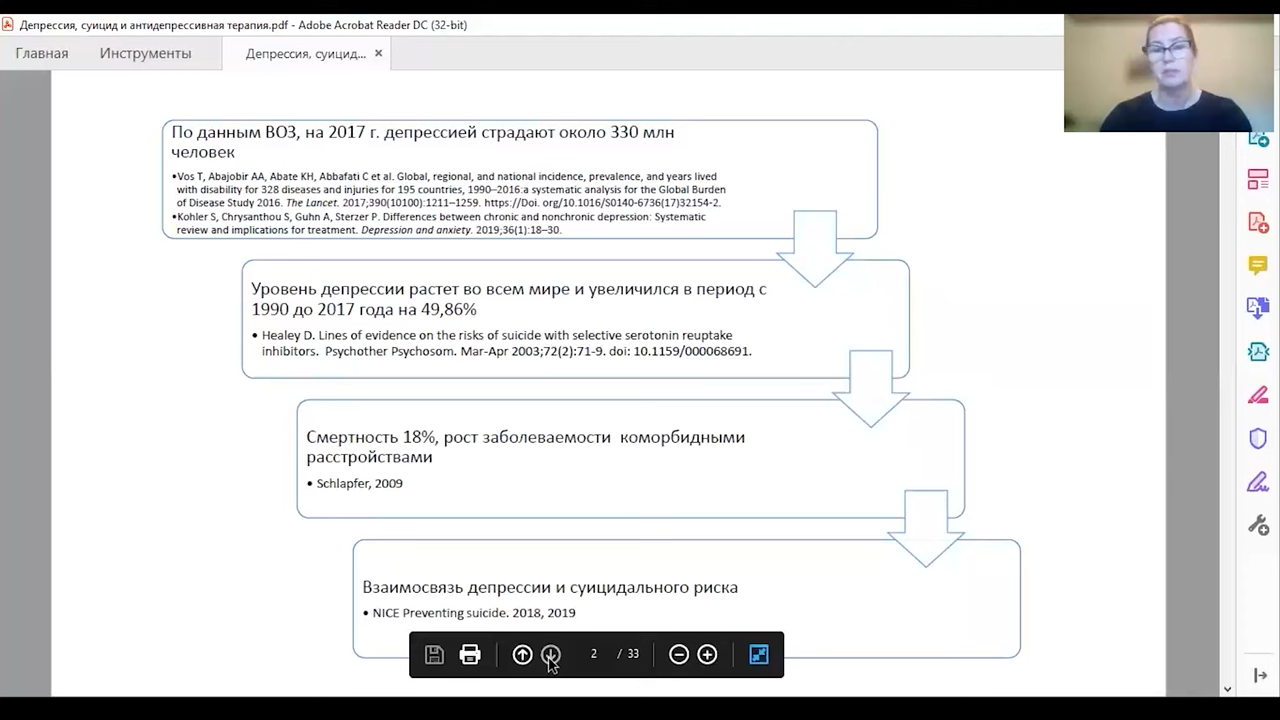 Депрессия, суицид и антидепрессивная терапия.pdf - Adobe Acrobat Reader DC (32-bit)
Главная
Инструменты
Депрессия, суицид...
По данным ВОЗ, на 2017 г. депрессией страдают около 330 млн
человек
•Vos T, Abajobir AA, Abate KH, Abbafati C et al. Global, regional, and national incidence, prevalence, and years lived
with disability for 328 diseases and injuries for 195 countries, 1990–2016:a systematic analysis for the Global Burden
of Disease Study 2016. The Lancet. 2017;390(10100):1211–1259. https://Doi. org/10.1016/S0140-6736(17)32154-2.
•Kohler S, Chrysanthou S, Guhn A, Sterzer P. Differences between chronic and nonchronic depression: Systematic
review and implications for treatment. Depression and anxiety. 2019;36(1):18–30.
Уровень депрессии растет во всем мире и увеличился в период с
1990 до 2017 года на 49,86%
• Healey D. Lines of evidence on the risks of suicide with selective serotonin reuptake
inhibitors. Psychother Psychosom. Mar-Apr 2003;72(2):71-9. doi: 10.1159/000068691.
Смертность 18%, рост заболеваемости коморбидными
расстройствами
• Schlapfer, 2009
Взаимосвязь депрессии и суицидального риска
• NICE Preventing suicide. 2018, 2019
2 / 33